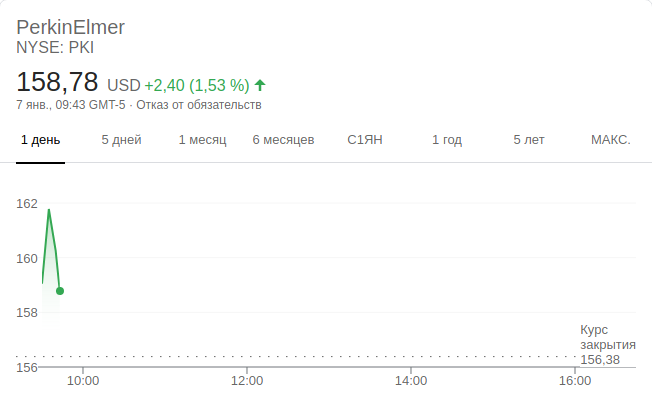 PerkinElmer
NYSE: PKI
158,78 USD +2,40 (1,53 %)
7 янв., 09:43 GMT-5 · Отказ от обязательств
1 день 5 дней 1 месяц 6 месяцев С1ЯН 1 год 5 лет МАКС.
162
160
158
Курс
закрытия
156,38
156
10:00 12:00 14:00 16:00